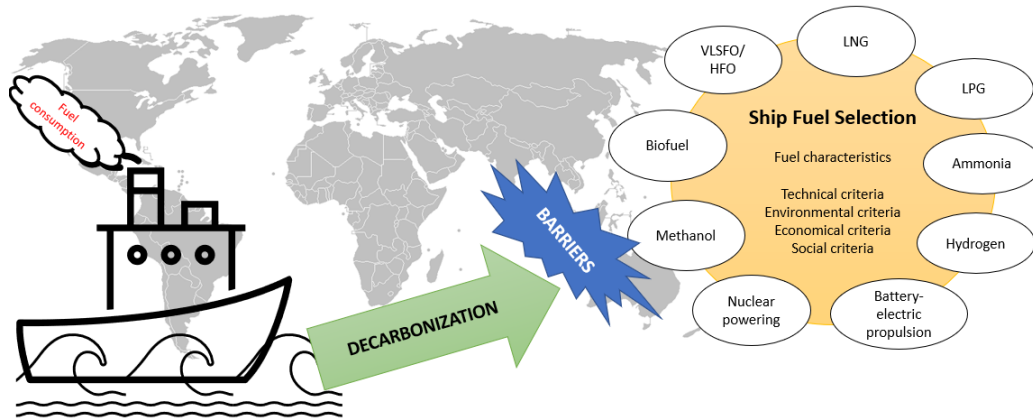 Fuel
consumption
DECARBONIZATION
BARRIERS
Ship Fuel Selection
Fuel characteristics
Technical criteria
Environmental criteria
Economical criteria
Social criteria
VLSFO/
HFO
LNG
LPG
Ammonia
Hydrogen
Battery-
electric
propulsion
Nuclear
powering
Methanol
Biofuel